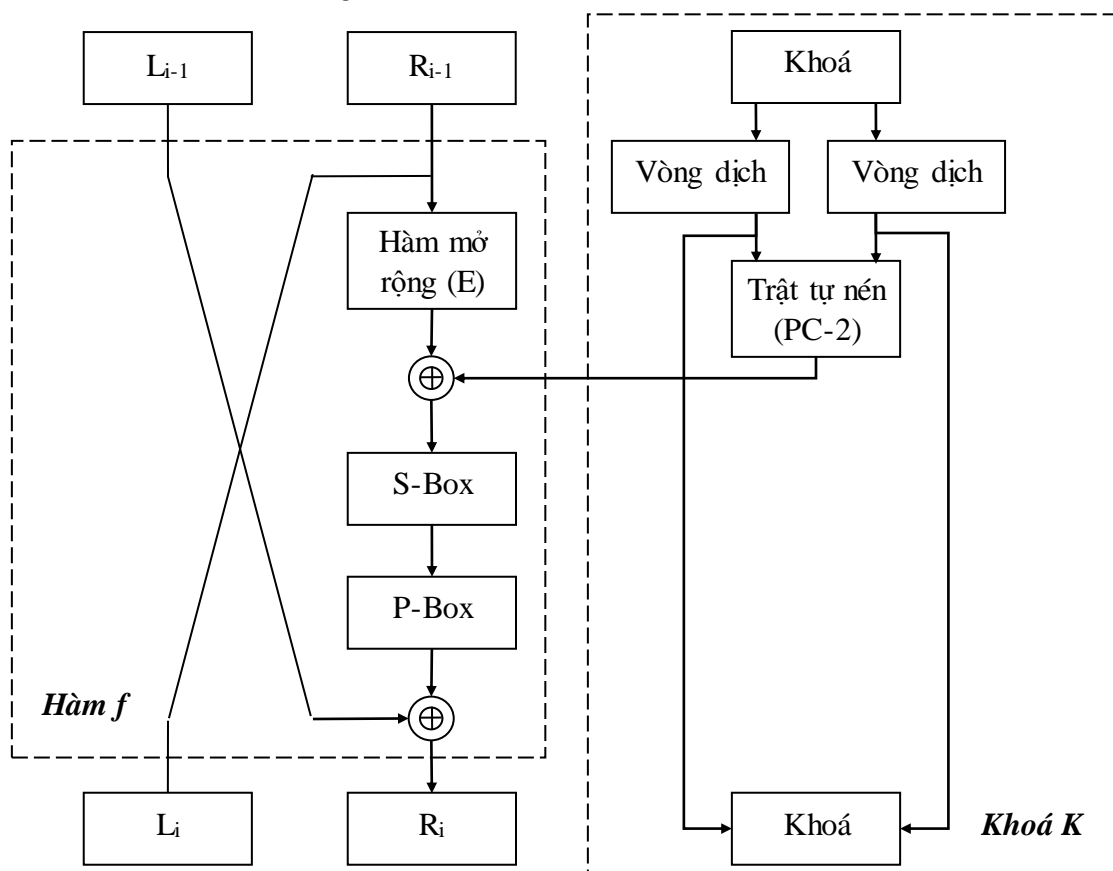 Lᵢ₋₁
Rᵢ₋₁
Khoá
Vòng dịch
Vòng dịch
Hàm mở
rộng (E)
Trật tự nén
(PC-2)
⊕
S-Box
P-Box
Hàm f
⊕
Lᵢ
Rᵢ
Khoá
Khoá K